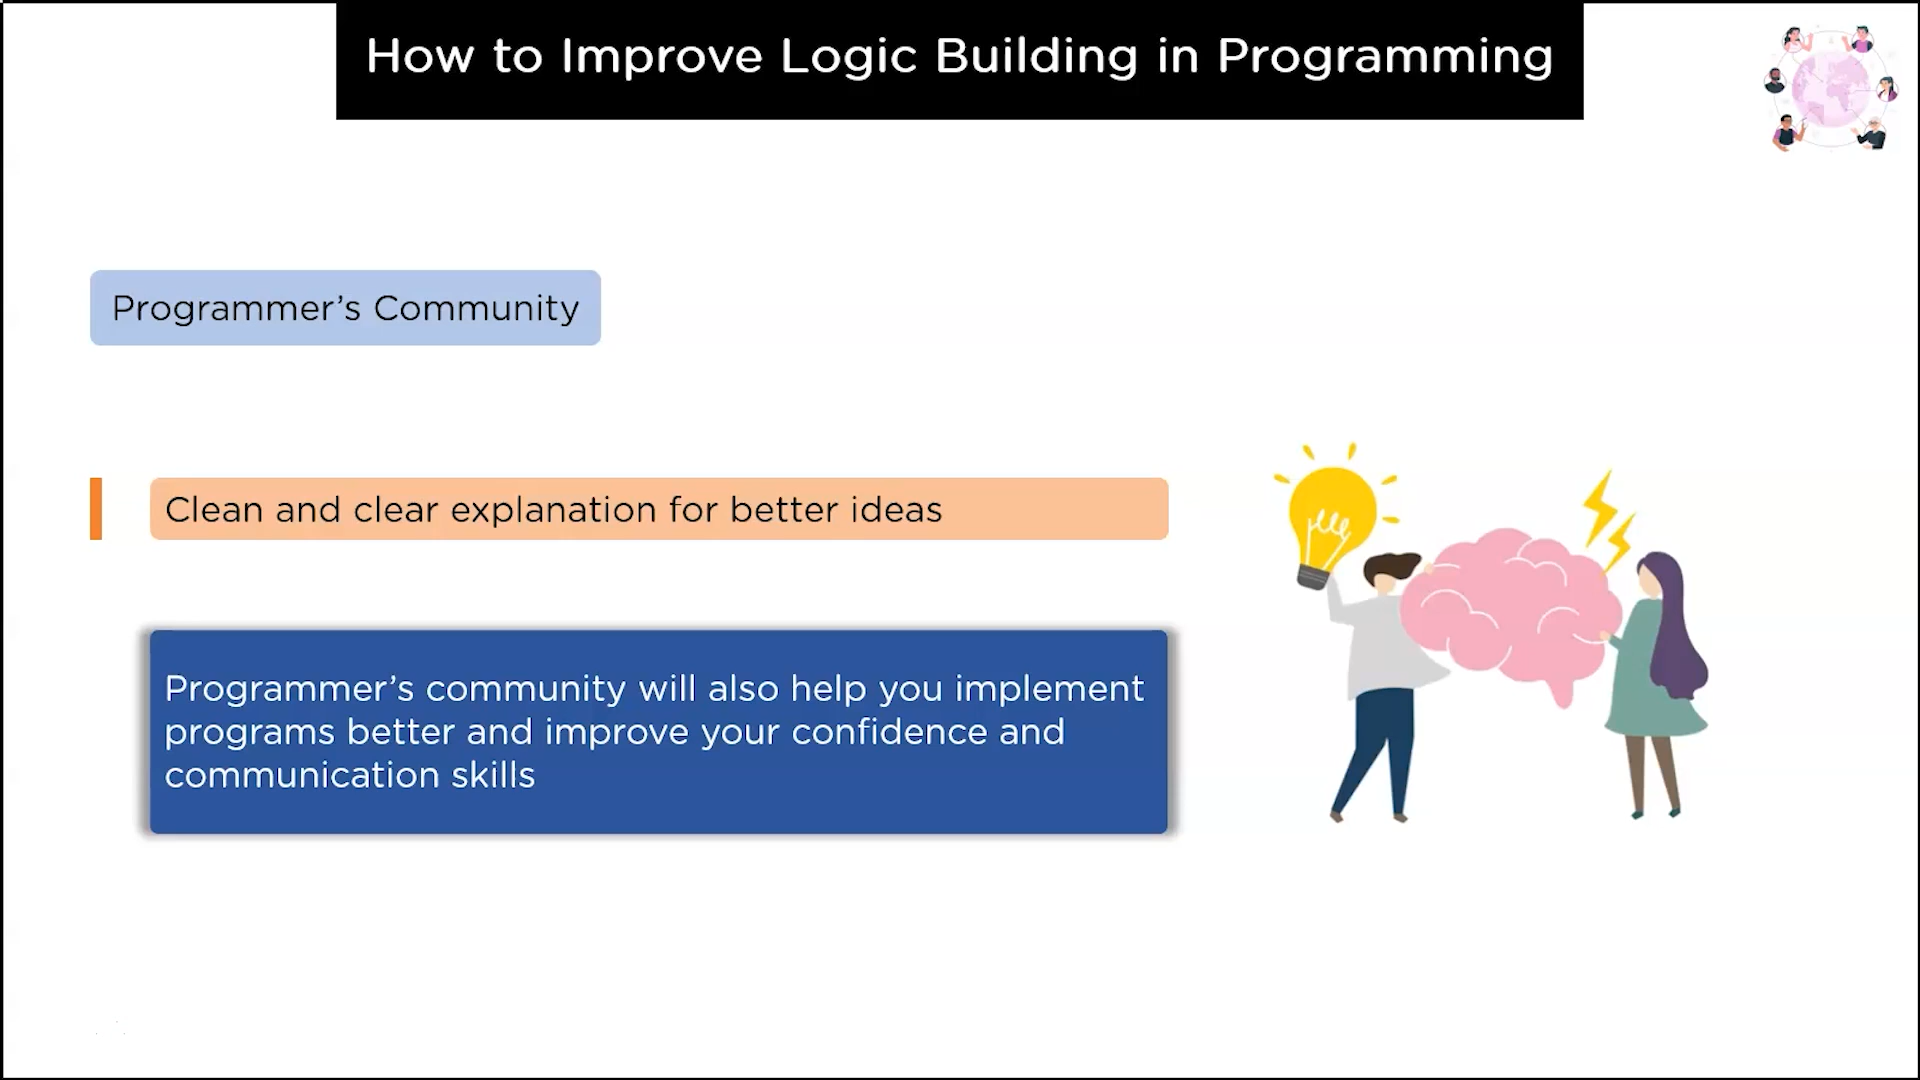 How to Improve Logic Building in Programming
Programmer’s Community
Clean and clear explanation for better ideas
Programmer’s community will also help you implement
programs better and improve your confidence and
communication skills